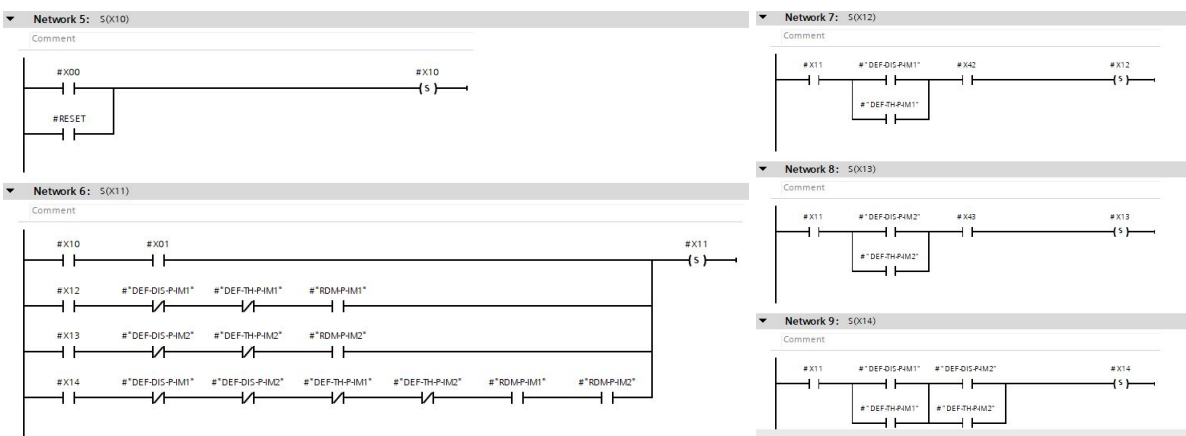 Network 5: S(X10)
Comment
#X00 #X10
( S )
#RESET
Network 6: S(X11)
Comment
#X10 #X01 #X11
( S )
#X12 #"DEF-DIS-P-IM1" #"DEF-TH-P-IM1" #"RDM-P-IM1"
#X13 #"DEF-DIS-P-IM2" #"DEF-TH-P-IM2" #"RDM-P-IM2"
#X14 #"DEF-DIS-P-IM1" #"DEF-DIS-P-IM2" #"DEF-TH-P-IM1" #"DEF-TH-P-IM2" #"RDM-P-IM1" #"RDM-P-IM2"
Network 7: S(X12)
Comment
#X11 #"DEF-DIS-P-IM1" #X42 #X12
( S )
#"DEF-TH-P-IM1"
Network 8: S(X13)
Comment
#X11 #"DEF-DIS-P-IM2" #X43 #X13
( S )
#"DEF-TH-P-IM2"
Network 9: S(X14)
Comment
#X11 #"DEF-DIS-P-IM1" #"DEF-DIS-P-IM2" #X14
( S )
#"DEF-TH-P-IM1" #"DEF-TH-P-IM2"